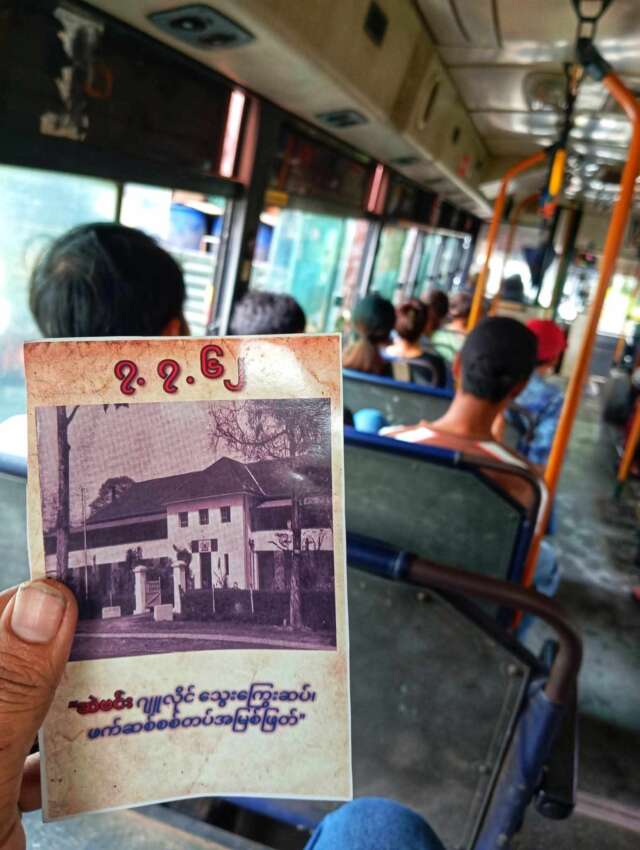 ၇. ၇. ၆၂
"ဆဲဗင်း ဂျူလိုင် သွေးကြွေးဆပ်၊
ဖက်ဆစ်စစ်တပ်အမြစ်ဖြတ်"